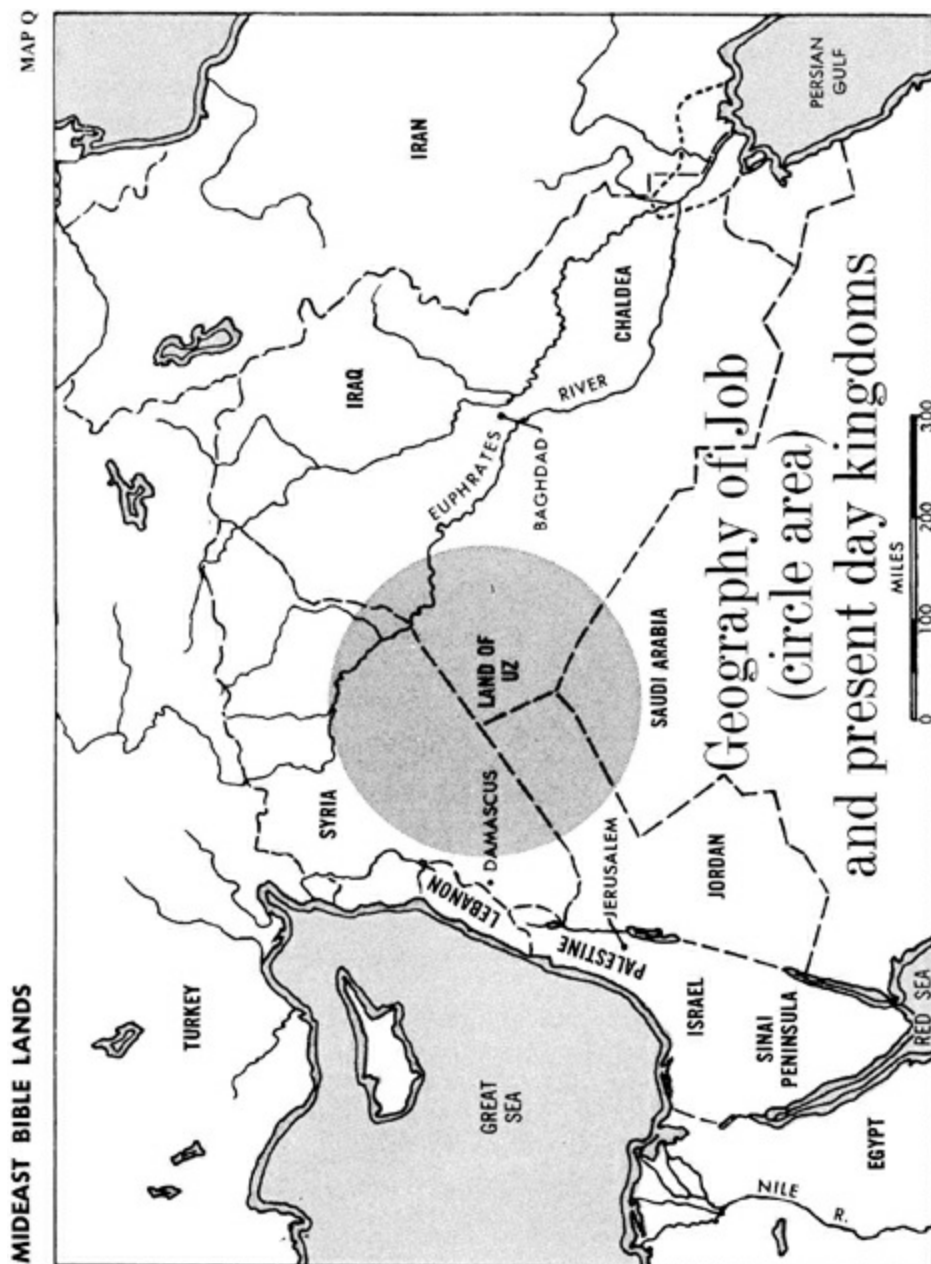 MIDEAST BIBLE LANDS
MAP Q
TURKEY
IRAN
IRAQ
SYRIA
EUPHRATES
RIVER
CHALDEA
BAGHDAD
PERSIAN
GULF
LEBANON
DAMASCUS
LAND OF
UZ
GREAT
SEA
PALESTINE
JERUSALEM
ISRAEL
JORDAN
SAUDI ARABIA
SINAI
PENINSULA
EGYPT
NILE
R.
RED SEA
Geography of Job
(circle area)
and present day kingdoms
0 100 200 300
MILES